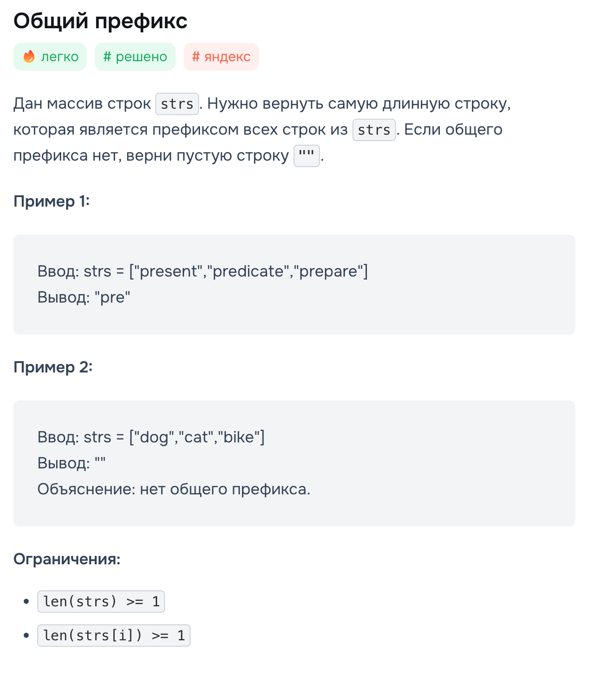 Общий префикс
🔥 легко # решено # яндекс
Дан массив строк strs. Нужно вернуть самую длинную строку,
которая является префиксом всех строк из strs. Если общего
префикса нет, верни пустую строку "".
Пример 1:
Ввод: strs = ["present","predicate","prepare"]
Вывод: "pre"
Пример 2:
Ввод: strs = ["dog","cat","bike"]
Вывод: ""
Объяснение: нет общего префикса.
Ограничения:
• len(strs) >= 1
• len(strs[i]) >= 1